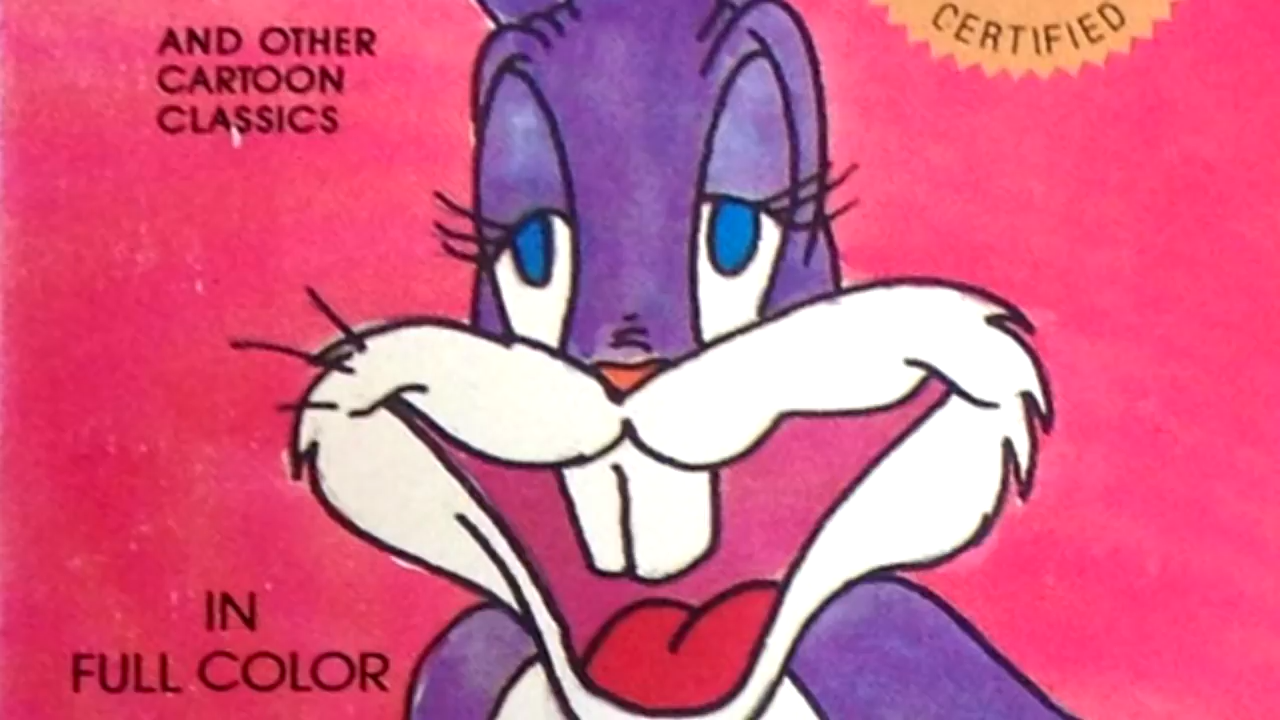 CERTIFIED
AND OTHER
CARTOON
CLASSICS
IN
FULL COLOR